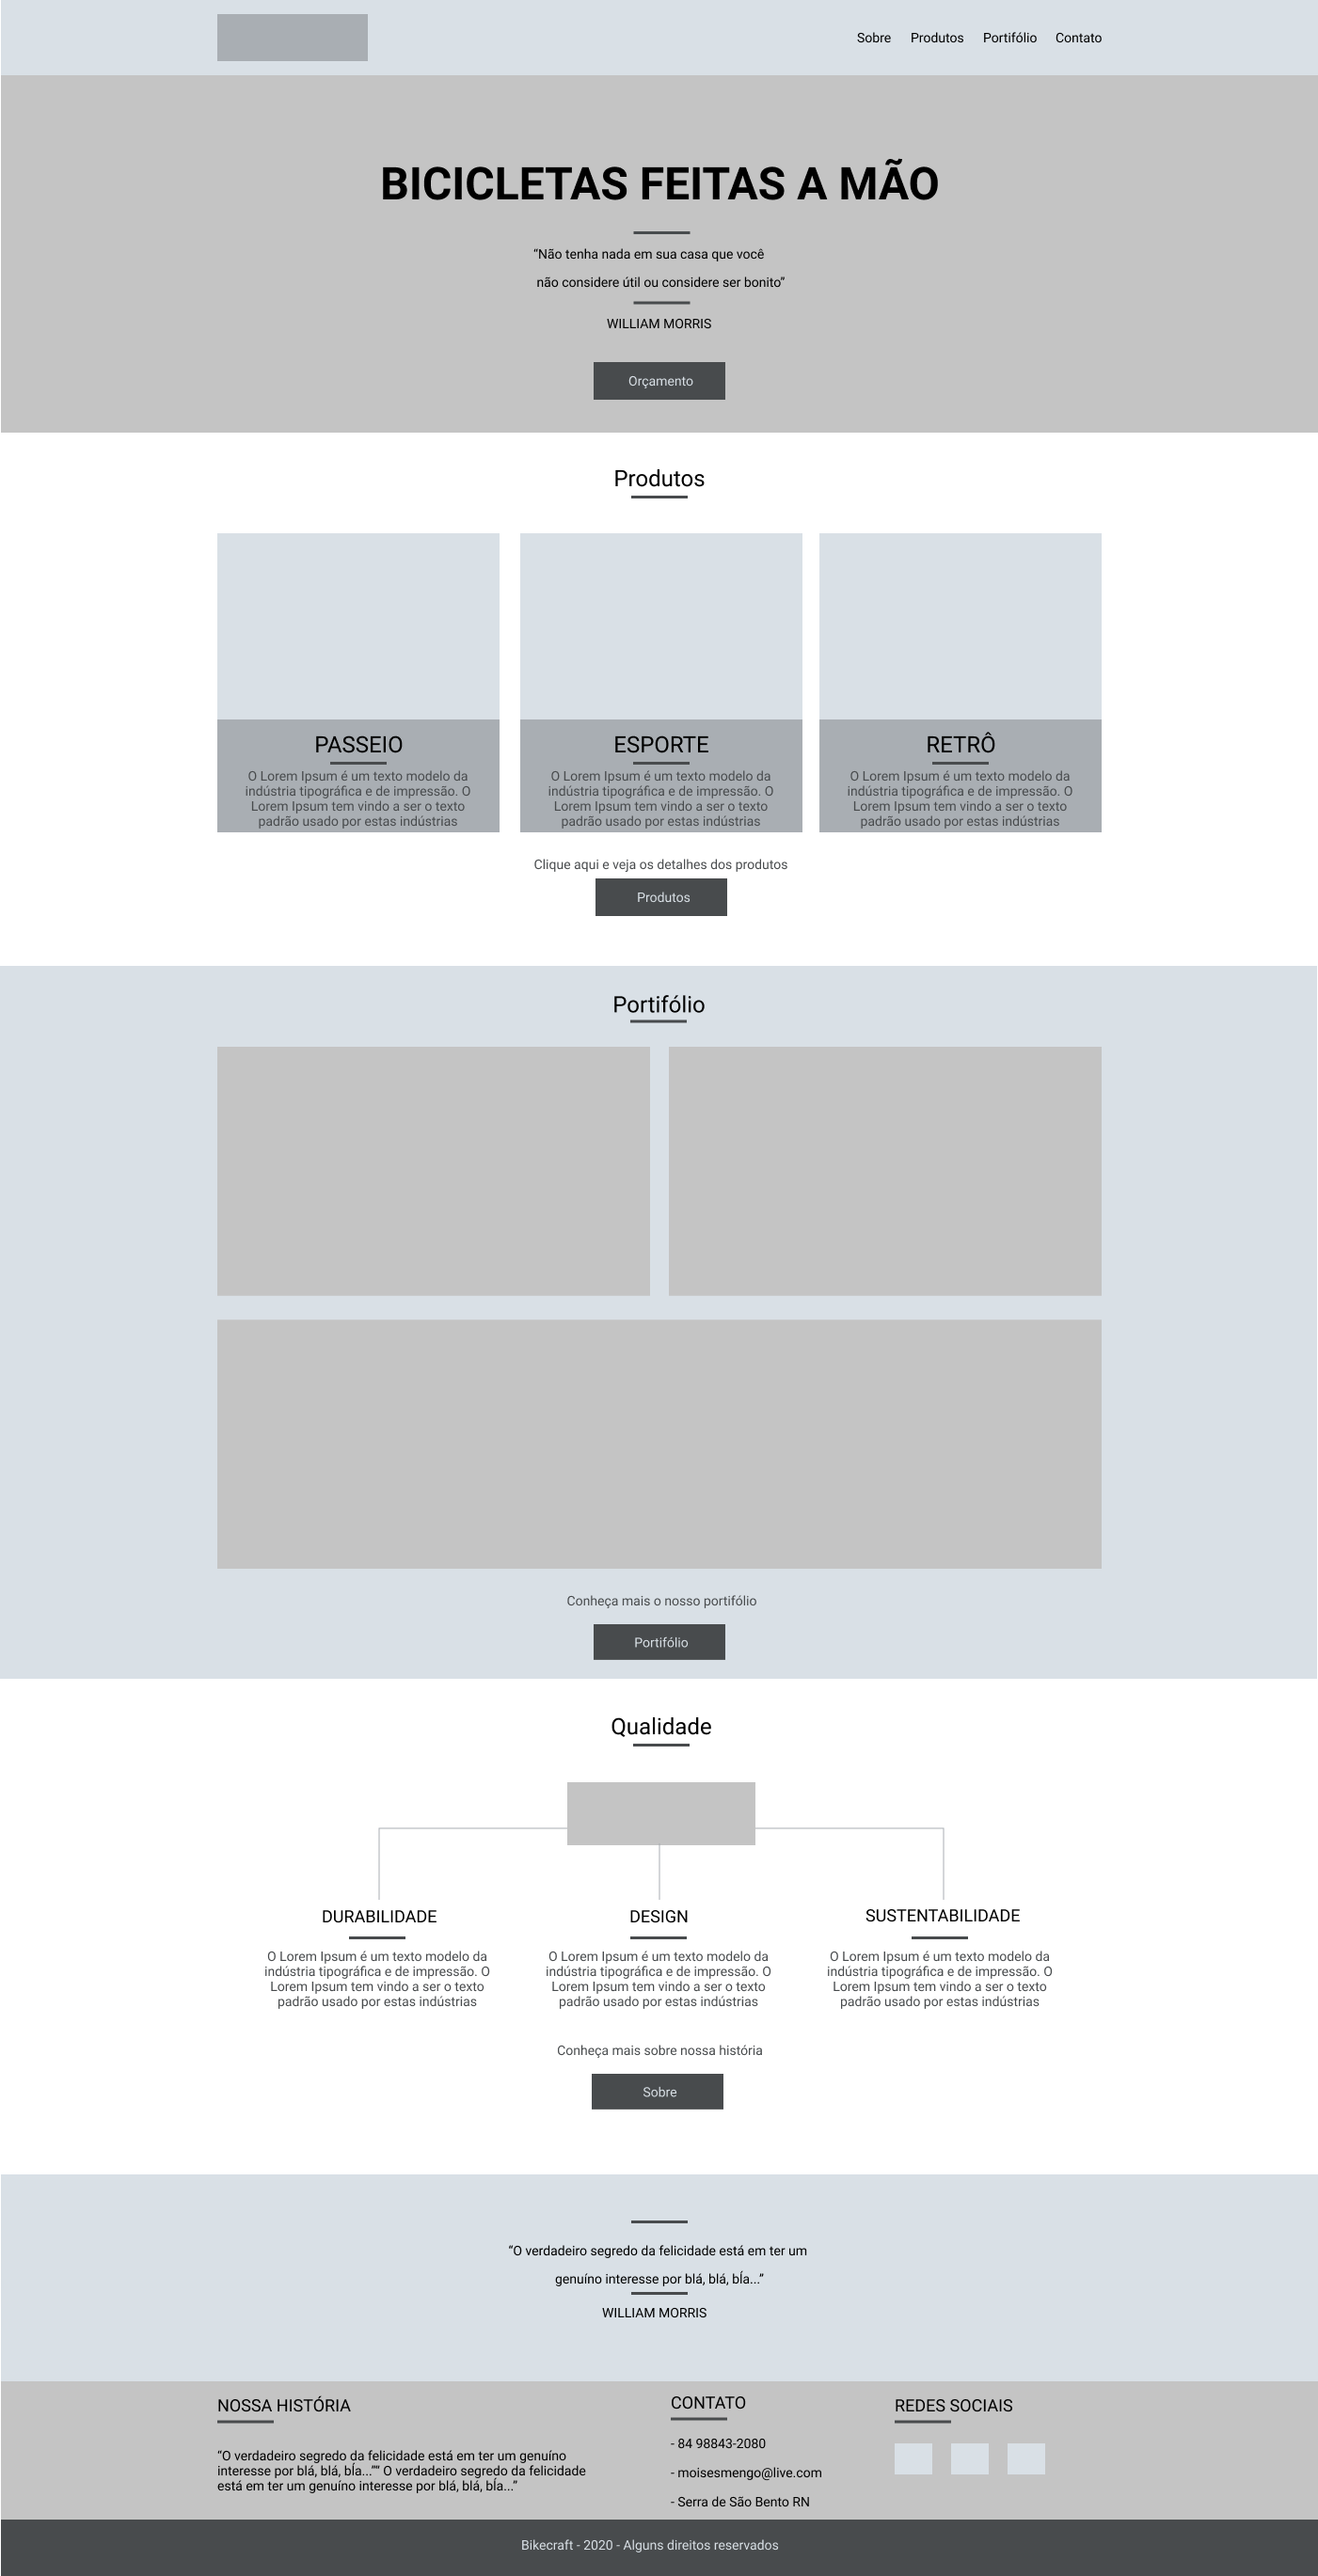 Sobre Produtos Portifólio Contato
BICICLETAS FEITAS A MÃO
“Não tenha nada em sua casa que você
não considere útil ou considere ser bonito”
WILLIAM MORRIS
Orçamento
Produtos
PASSEIO
O Lorem Ipsum é um texto modelo da
indústria tipográfica e de impressão. O
Lorem Ipsum tem vindo a ser o texto
padrão usado por estas indústrias
ESPORTE
O Lorem Ipsum é um texto modelo da
indústria tipográfica e de impressão. O
Lorem Ipsum tem vindo a ser o texto
padrão usado por estas indústrias
RETRÔ
O Lorem Ipsum é um texto modelo da
indústria tipográfica e de impressão. O
Lorem Ipsum tem vindo a ser o texto
padrão usado por estas indústrias
Clique aqui e veja os detalhes dos produtos
Produtos
Portifólio
Conheça mais o nosso portifólio
Portifólio
Qualidade
DURABILIDADE
O Lorem Ipsum é um texto modelo da
indústria tipográfica e de impressão. O
Lorem Ipsum tem vindo a ser o texto
padrão usado por estas indústrias
DESIGN
O Lorem Ipsum é um texto modelo da
indústria tipográfica e de impressão. O
Lorem Ipsum tem vindo a ser o texto
padrão usado por estas indústrias
SUSTENTABILIDADE
O Lorem Ipsum é um texto modelo da
indústria tipográfica e de impressão. O
Lorem Ipsum tem vindo a ser o texto
padrão usado por estas indústrias
Conheça mais sobre nossa história
Sobre
“O verdadeiro segredo da felicidade está em ter um
genuíno interesse por blá, blá, bĺa...”
WILLIAM MORRIS
NOSSA HISTÓRIA
“O verdadeiro segredo da felicidade está em ter um genuíno
interesse por blá, blá, bĺa...”“ O verdadeiro segredo da felicidade
está em ter um genuíno interesse por blá, blá, bĺa...”
CONTATO
- 84 98843-2080
- moisesmengo@live.com
- Serra de São Bento RN
REDES SOCIAIS
Bikecraft - 2020 - Alguns direitos reservados